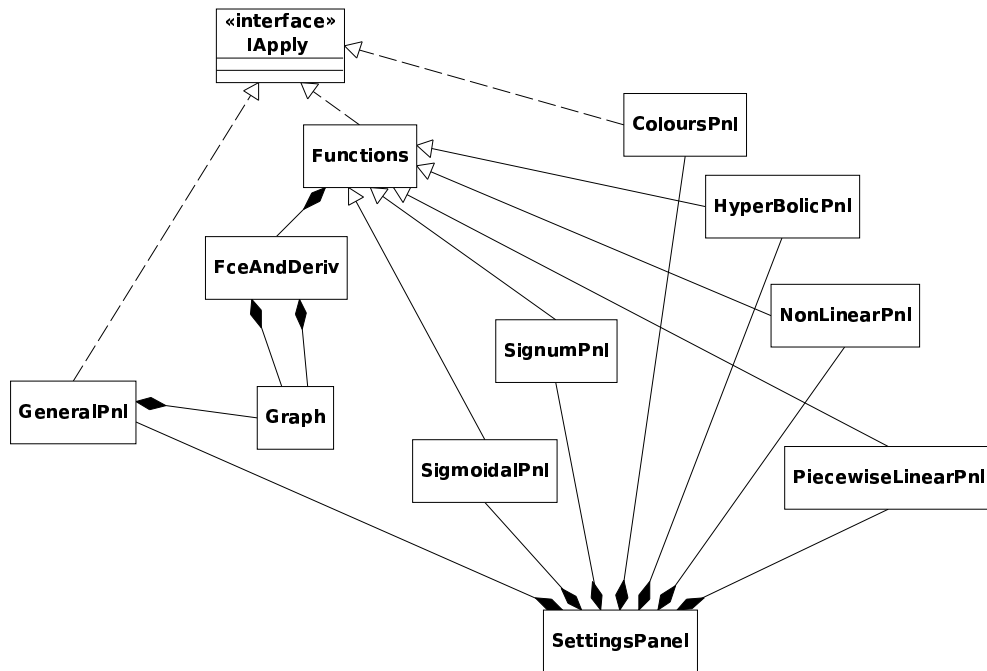 «interface»
IApply
ColoursPnl
Functions
HyperBolicPnl
FceAndDeriv
NonLinearPnl
SignumPnl
GeneralPnl
Graph
SigmoidalPnl
PiecewiseLinearPnl
SettingsPanel